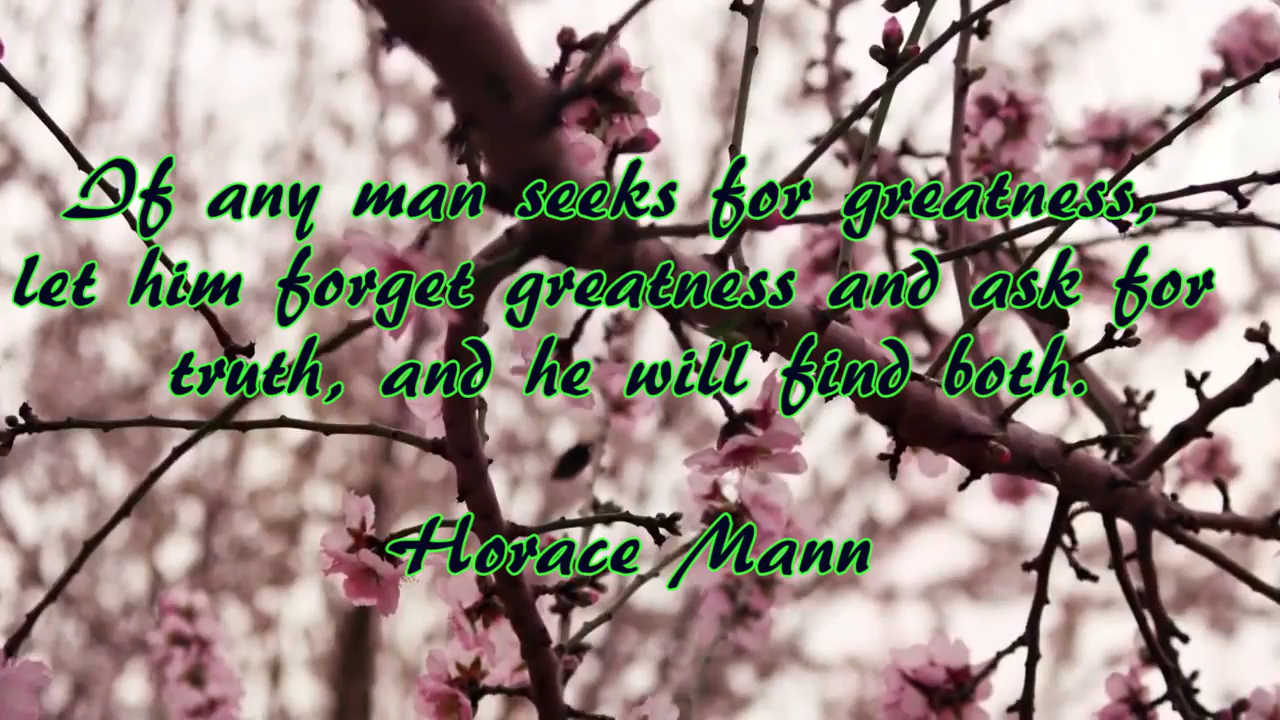 If any man seeks for greatness,
let him forget greatness and ask for
truth, and he will find both.
Horace Mann